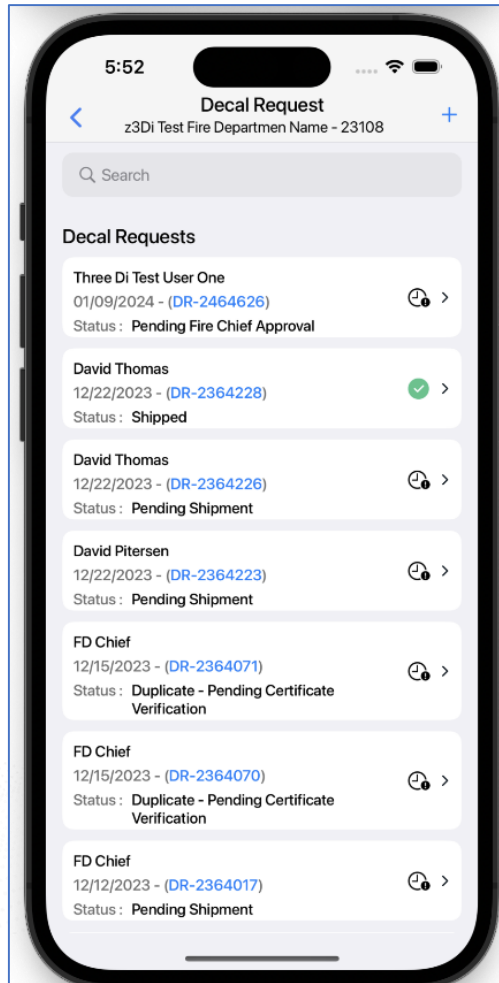 5:52
Decal Request
z3Di Test Fire Departmen Name - 23108
Search
Decal Requests
Three Di Test User One
01/09/2024 - (DR-2464626)
Status : Pending Fire Chief Approval
David Thomas
12/22/2023 - (DR-2364228)
Status : Shipped
David Thomas
12/22/2023 - (DR-2364226)
Status : Pending Shipment
David Pitersen
12/22/2023 - (DR-2364223)
Status : Pending Shipment
FD Chief
12/15/2023 - (DR-2364071)
Status : Duplicate - Pending Certificate
Verification
FD Chief
12/15/2023 - (DR-2364070)
Status : Duplicate - Pending Certificate
Verification
FD Chief
12/12/2023 - (DR-2364017)
Status : Pending Shipment